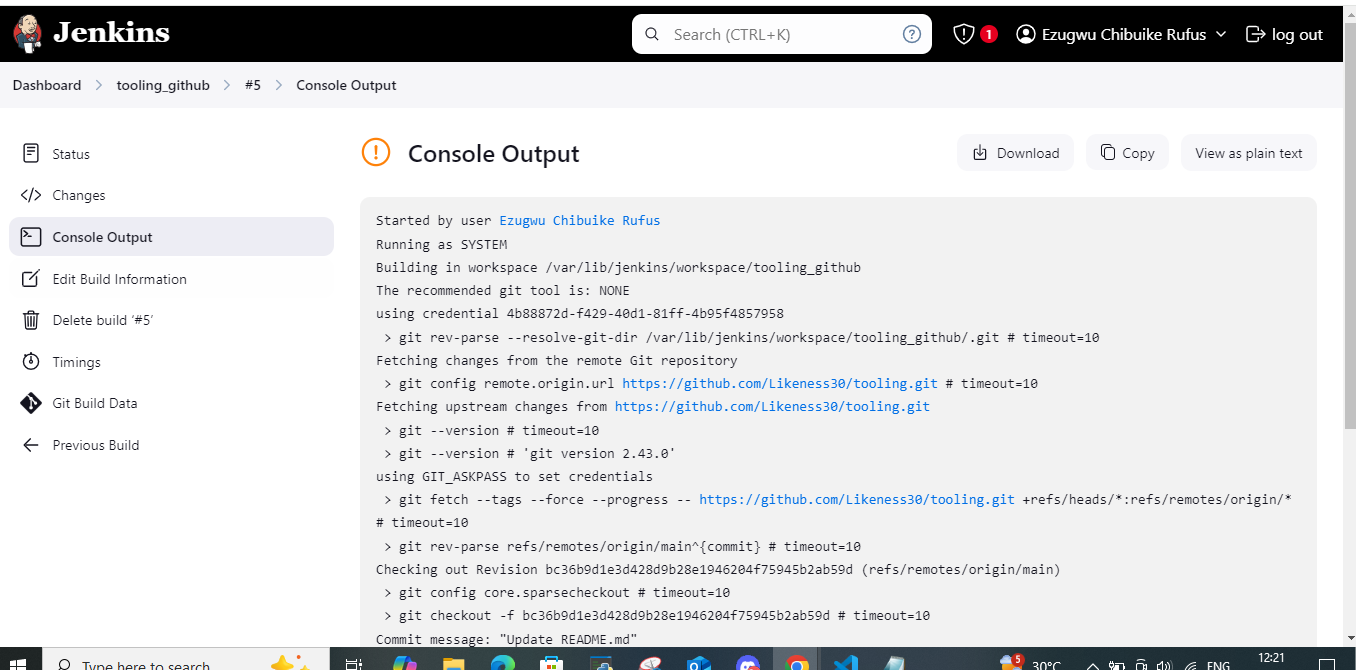 Jenkins
Search (CTRL+K)
?
1
Ezugwu Chibuike Rufus
log out
Dashboard > tooling_github > #5 > Console Output
Status
Changes
Console Output
Edit Build Information
Delete build ‘#5’
Timings
Git Build Data
Previous Build
Console Output
Download
Copy
View as plain text
Started by user Ezugwu Chibuike Rufus
Running as SYSTEM
Building in workspace /var/lib/jenkins/workspace/tooling_github
The recommended git tool is: NONE
using credential 4b88872d-f429-40d1-81ff-4b95f4857958
> git rev-parse --resolve-git-dir /var/lib/jenkins/workspace/tooling_github/.git # timeout=10
Fetching changes from the remote Git repository
> git config remote.origin.url https://github.com/Likeness30/tooling.git # timeout=10
Fetching upstream changes from https://github.com/Likeness30/tooling.git
> git --version # timeout=10
> git --version # 'git version 2.43.0'
using GIT_ASKPASS to set credentials
> git fetch --tags --force --progress -- https://github.com/Likeness30/tooling.git +refs/heads/*:refs/remotes/origin/*
# timeout=10
> git rev-parse refs/remotes/origin/main^{commit} # timeout=10
Checking out Revision bc36b9d1e3d428d9b28e1946204f75945b2ab59d (refs/remotes/origin/main)
> git config core.sparsecheckout # timeout=10
> git checkout -f bc36b9d1e3d428d9b28e1946204f75945b2ab59d # timeout=10
Commit message: "Update README.md"
Type here to search
5
30°C
ENG
12:21